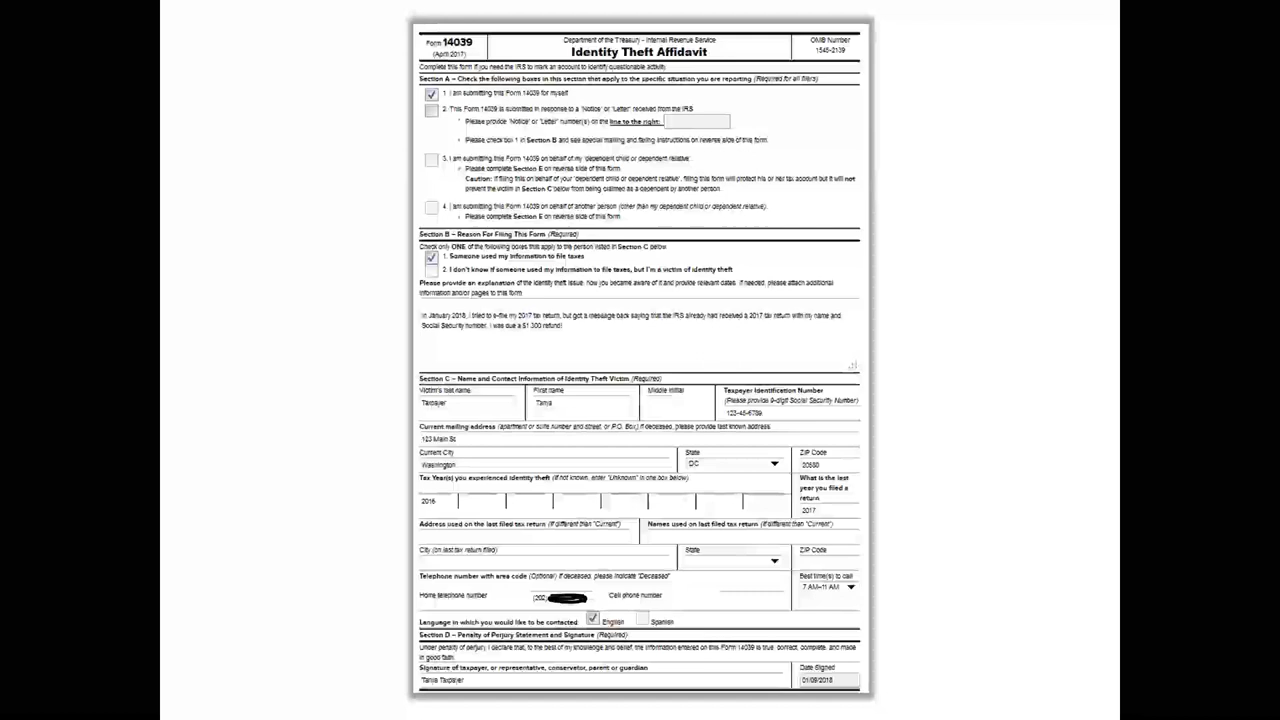 Form 14039
(April 2017)
Department of the Treasury - Internal Revenue Service
Identity Theft Affidavit
OMB Number
1545-2139
Complete this form if you need the IRS to mark an account to identify questionable activity.
Section A – Check the following boxes in this section that apply to the specific situation you are reporting (Required for all filers)
1. I am submitting this Form 14039 for myself
2. This Form 14039 is submitted in response to a 'Notice' or 'Letter' received from the IRS
• Please provide 'Notice' or 'Letter' number(s) on the line to the right:
• Please check box 1 in Section B and see special mailing and faxing instructions on reverse side of this form.
3. I am submitting this Form 14039 on behalf of my 'dependent child or dependent relative'.
• Please complete Section E on reverse side of this form.
Caution: If filing this on behalf of your 'dependent child or dependent relative', filing this form will protect his or her tax account but it will not
prevent the victim in Section C below from being claimed as a dependent by another person.
4. I am submitting this Form 14039 on behalf of another person (other than my dependent child or dependent relative).
• Please complete Section E on reverse side of this form.
Section B – Reason For Filing This Form (Required)
Check only ONE of the following boxes that apply to the person listed in Section C below.
1. Someone used my information to file taxes
2. I don't know if someone used my information to file taxes, but I'm a victim of identity theft
Please provide an explanation of the identity theft issue, how you became aware of it and provide relevant dates. If needed, please attach additional
information and/or pages to this form.
In January 2018, I tried to e-file my 2017 tax return, but got a message back saying that the IRS already had received a 2017 tax return with my name and
Social Security number. I was due a $1,300 refund!
Section C – Name and Contact Information of Identity Theft Victim (Required)
Victim's last name
First name
Middle initial
Taxpayer Identification Number
(Please provide 9-digit Social Security Number)
Taxpayer
Tanya
123-45-6789
Current mailing address (apartment or suite number and street, or P.O. Box) If deceased, please provide last known address
123 Main St
Current City
State
ZIP Code
Washington
DC
20580
Tax Year(s) you experienced identity theft (If not known, enter "Unknown" in one box below)
What is the last
year you filed a
return
2016
2017
Address used on the last filed tax return (If different than "Current")
Names used on last filed tax return (If different than "Current")
City (on last tax return filed)
State
ZIP Code
Telephone number with area code (Optional) If deceased, please indicate "Deceased"
Best time(s) to call
Home telephone number
(202)
Cell phone number
7 AM–11 AM
Language in which you would like to be contacted
English
Spanish
Section D – Penalty of Perjury Statement and Signature (Required)
Under penalty of perjury, I declare that, to the best of my knowledge and belief, the information entered on this Form 14039 is true, correct, complete, and made
in good faith.
Signature of taxpayer, or representative, conservator, parent or guardian
Date Signed
Tanya Taxpayer
01/09/2018